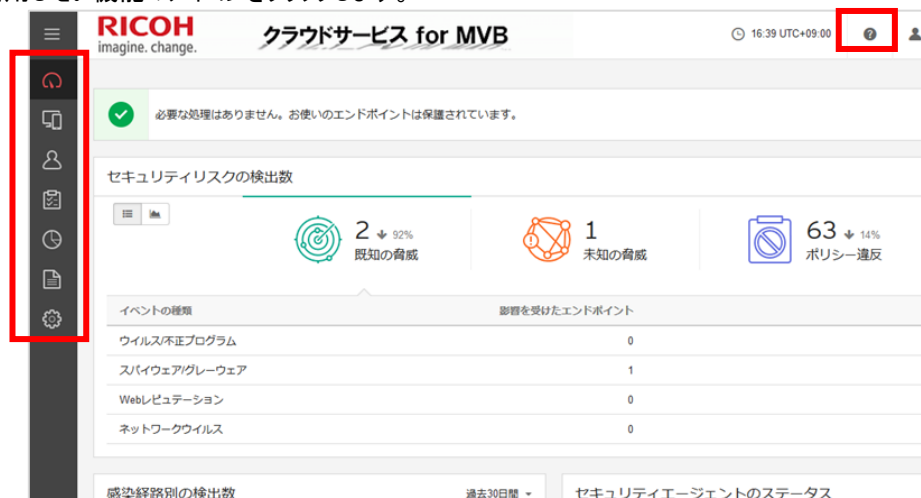 RICOH
imagine. change.
クラウドサービス for MVB
16:39 UTC+09:00
必要な処理はありません。お使いのエンドポイントは保護されています。
セキュリティリスクの検出数
2 92%
既知の脅威
1
未知の脅威
63 14%
ポリシー違反
イベントの種類 影響を受けたエンドポイント
ウイルス/不正プログラム 0
スパイウェア/グレーウェア 1
Webレピュテーション 0
ネットワークウイルス 0
感染経路別の検出数 過去30日間 セキュリティエージェントのステータス